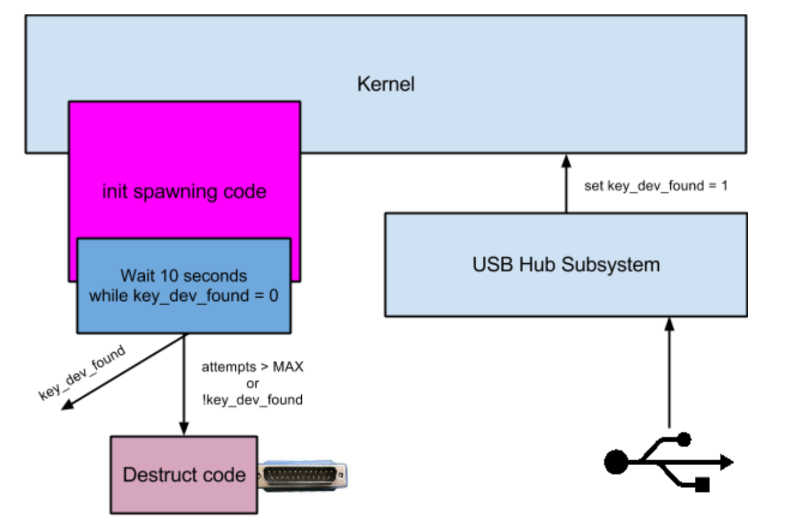 Kernel
init spawning code
set key_dev_found = 1
USB Hub Subsystem
Wait 10 seconds
while key_dev_found = 0
key_dev_found
attempts > MAX
or
!key_dev_found
Destruct code